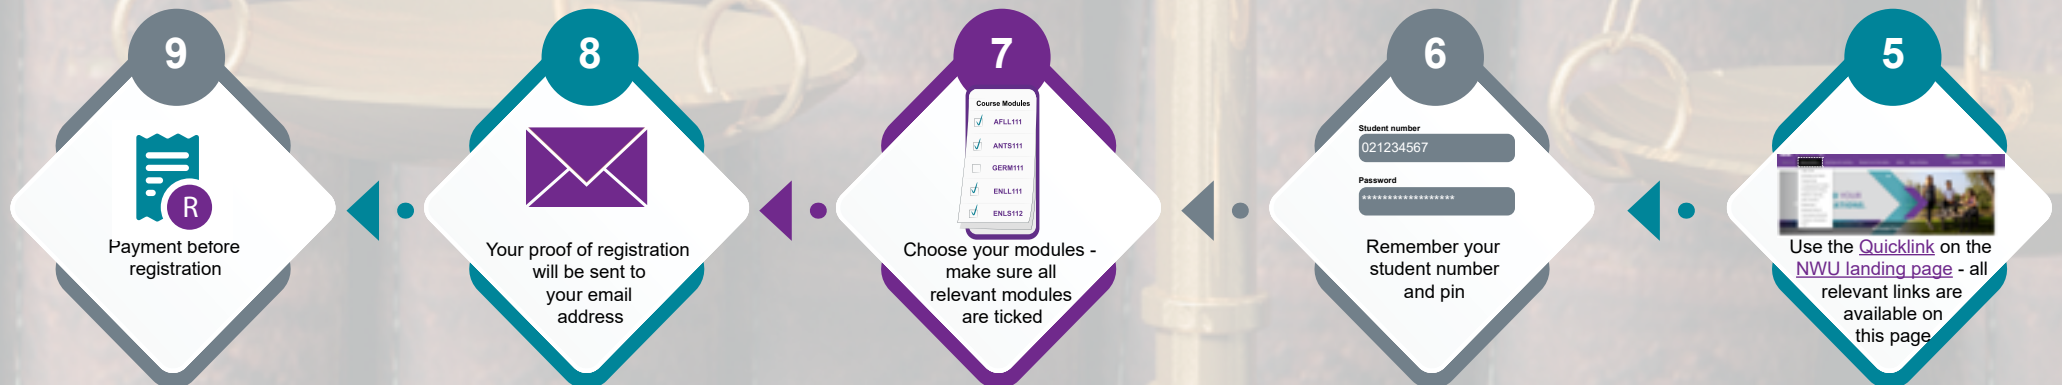 9
Payment before
registration
8
Your proof of registration
will be sent to
your email
address
7
Course Modules
AFLL111
ANTS111
GERM111
ENLL111
ENLS112
Choose your modules -
make sure all
relevant modules
are ticked
6
Student number
021234567
Password
******************
Remember your
student number
and pin
5
Use the Quicklink on the
NWU landing page - all
relevant links are
available on
this page
R